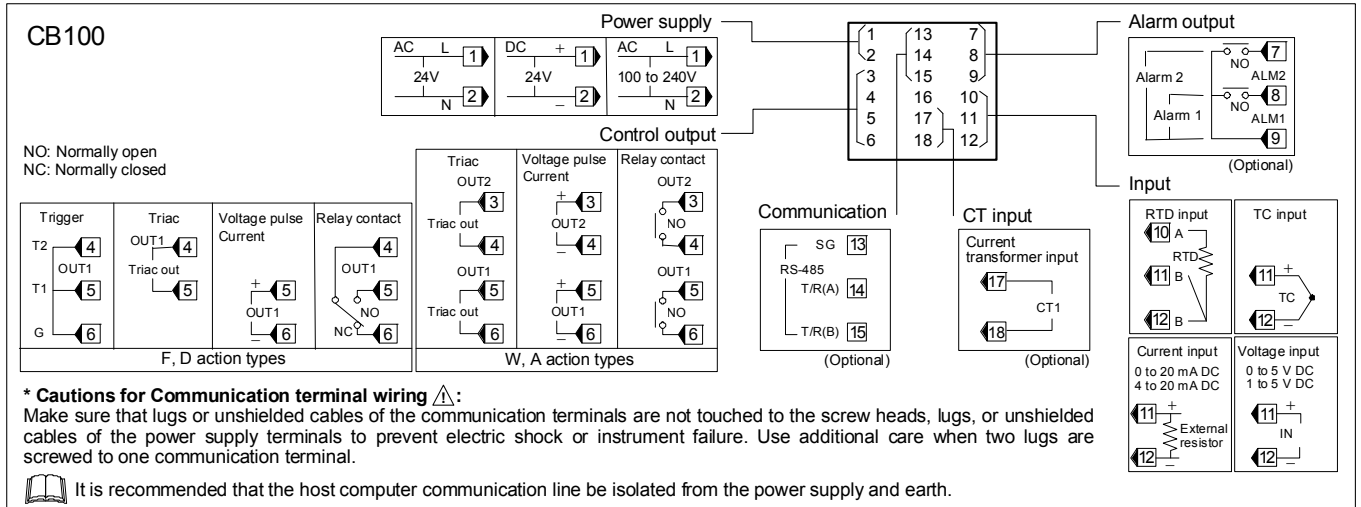 CB100
NO: Normally open
NC: Normally closed
Power supply
AC L 1
24V
N 2
DC + 1
24V
− 2
AC L 1
100 to 240V
N 2
1 13 7
2 14 8
3 15 9
4 16 10
5 17 11
6 18 12
Alarm output
Alarm 2
Alarm 1
NO 7
ALM2
NO 8
ALM1
9
(Optional)
Control output
Trigger
T2 4
OUT1
T1 5
G 6
Triac
OUT1 4
Triac out
5
Voltage pulse
Current
+ 5
OUT1
− 6
Relay contact
4
OUT1
5
NO
NC 6
F, D action types
Triac
OUT2
3
Triac out
4
OUT1
5
Triac out
6
Voltage pulse
Current
+ 3
OUT2
− 4
+ 5
OUT1
− 6
Relay contact
OUT2
3
NO
4
OUT1
5
NO
6
W, A action types
Communication
SG 13
RS-485
T/R(A) 14
T/R(B) 15
(Optional)
CT input
Current
transformer input
17
CT1
18
(Optional)
Input
RTD input
10 A
RTD
11 B
12 B
TC input
11 +
TC
12 −
Current input
0 to 20 mA DC
4 to 20 mA DC
11 +
External
resistor
12 −
Voltage input
0 to 5 V DC
1 to 5 V DC
11 +
IN
12 −
* Cautions for Communication terminal wiring ⚠:
Make sure that lugs or unshielded cables of the communication terminals are not touched to the screw heads, lugs, or unshielded
cables of the power supply terminals to prevent electric shock or instrument failure. Use additional care when two lugs are
screwed to one communication terminal.
It is recommended that the host computer communication line be isolated from the power supply and earth.